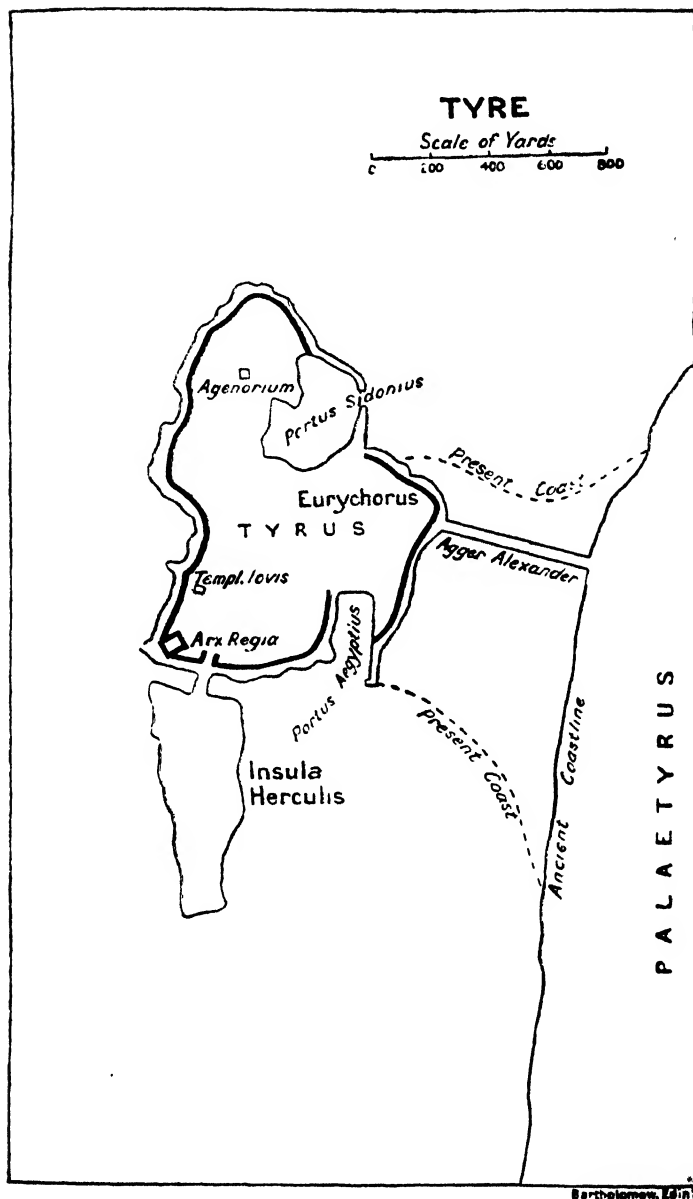 TYRE
Scale of Yards
0 200 400 600 800
Agenorium
Portus Sidonius
Present Coast
Eurychorus
TYRUS
Agger Alexander
Templ. Iovis
Arx Regia
Portus Aegyptius
Present Coast
Insula
Herculis
Ancient Coastline
PALAETYRUS
Bartholomew, Edin